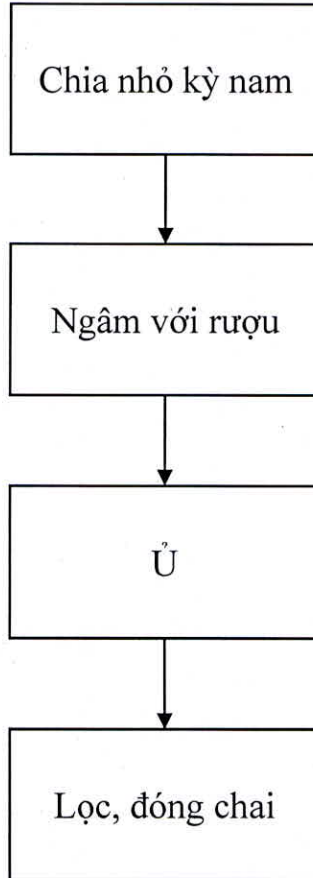 Chia nhỏ kỳ nam
Ngâm với rượu
Ủ
Lọc, đóng chai